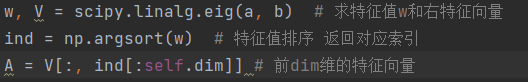 w, V = scipy.linalg.eig(a, b)  # 求特征值w和右特征向量
ind = np.argsort(w)  # 特征值排序 返回对应索引
A = V[:, ind[:self.dim]] # 前dim维的特征向量